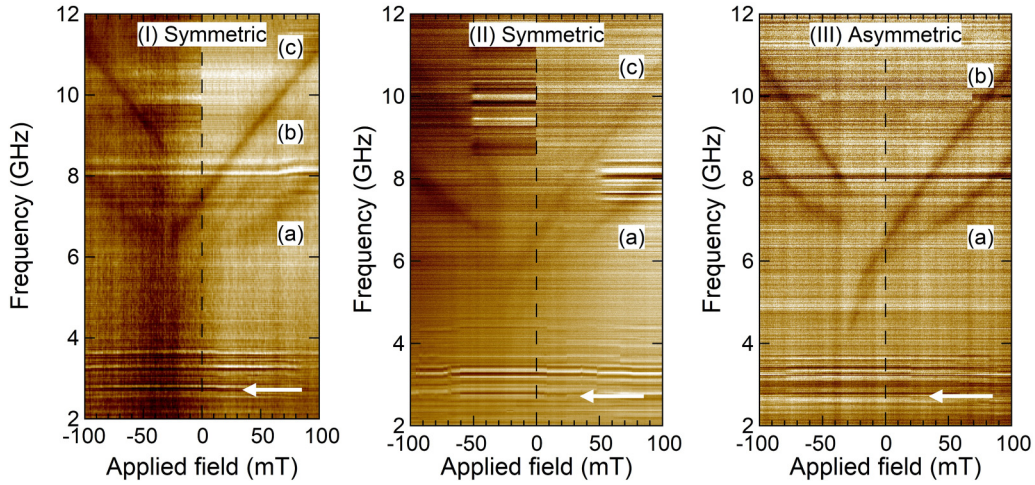 12
10
8
6
4
2
Frequency (GHz)
(I) Symmetric
(c)
(b)
(a)
-100 -50 0 50 100
Applied field (mT)
12
10
8
6
4
2
Frequency (GHz)
(II) Symmetric
(c)
(a)
-100 -50 0 50 100
Applied field (mT)
12
10
8
6
4
2
Frequency (GHz)
(III) Asymmetric
(b)
(a)
-100 -50 0 50 100
Applied field (mT)